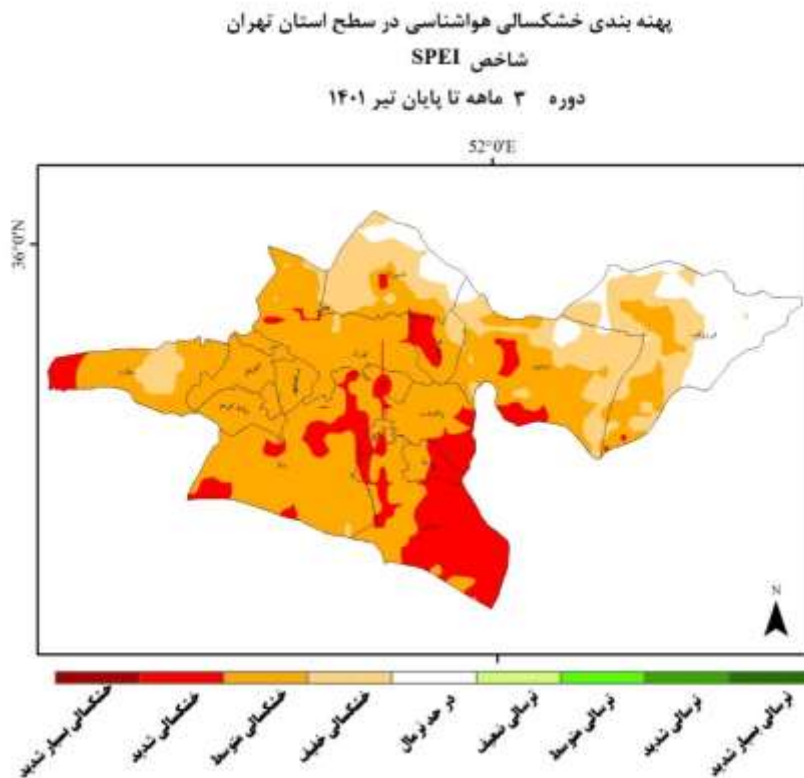 پهنه بندی خشکسالی هواشناسی در سطح استان تهران
شاخص SPEI
دوره ۳ ماهه تا پایان تیر ۱۴۰۱
52°0'E
36°0'N
N
خشکسالی بسیار شدید
خشکسالی شدید
خشکسالی متوسط
خشکسالی خفیف
در حد نرمال
ترسالی ضعیف
ترسالی متوسط
ترسالی شدید
ترسالی بسیار شدید